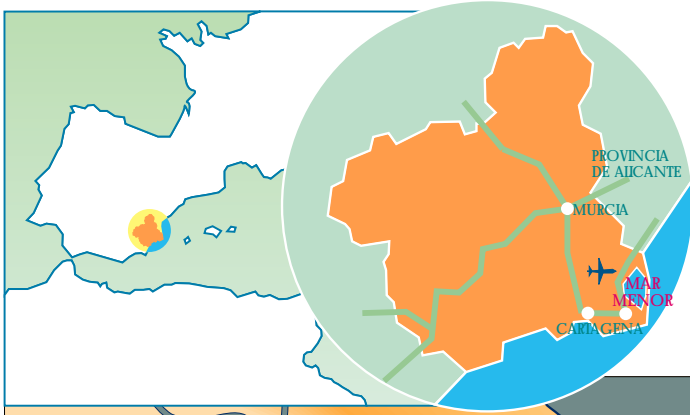 PROVINCIA
DE ALICANTE
MURCIA
MAR
MENOR
CARTAGENA